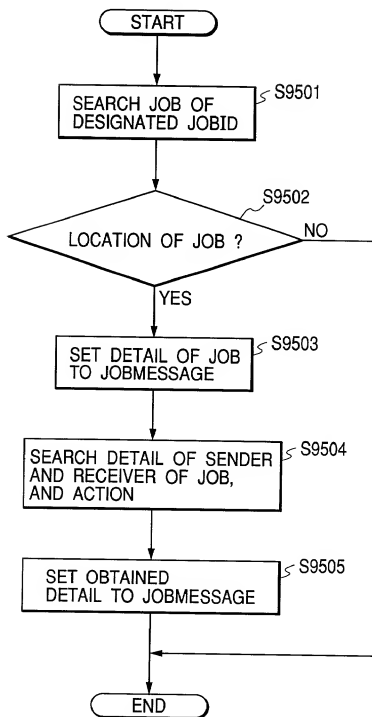 START
S9501
SEARCH JOB OF
DESIGNATED JOBID
S9502
LOCATION OF JOB ?
NO
YES
S9503
SET DETAIL OF JOB
TO JOBMESSAGE
S9504
SEARCH DETAIL OF SENDER
AND RECEIVER OF JOB,
AND ACTION
S9505
SET OBTAINED
DETAIL TO JOBMESSAGE
END